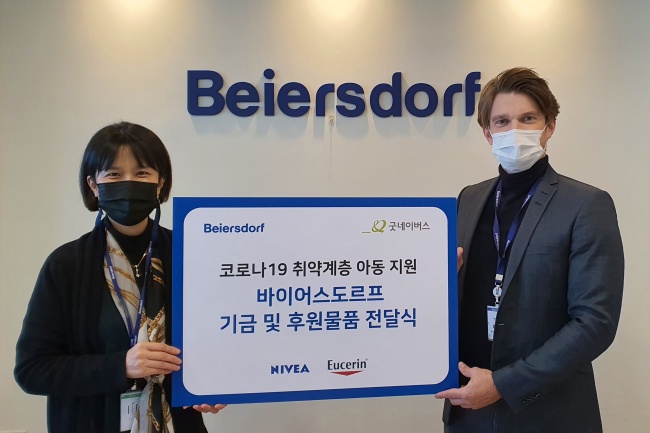 Beiersdorf
Beiersdorf 굿네이버스
코로나19 취약계층 아동 지원
바이어스도르프
기금 및 후원물품 전달식
NIVEA Eucerin®